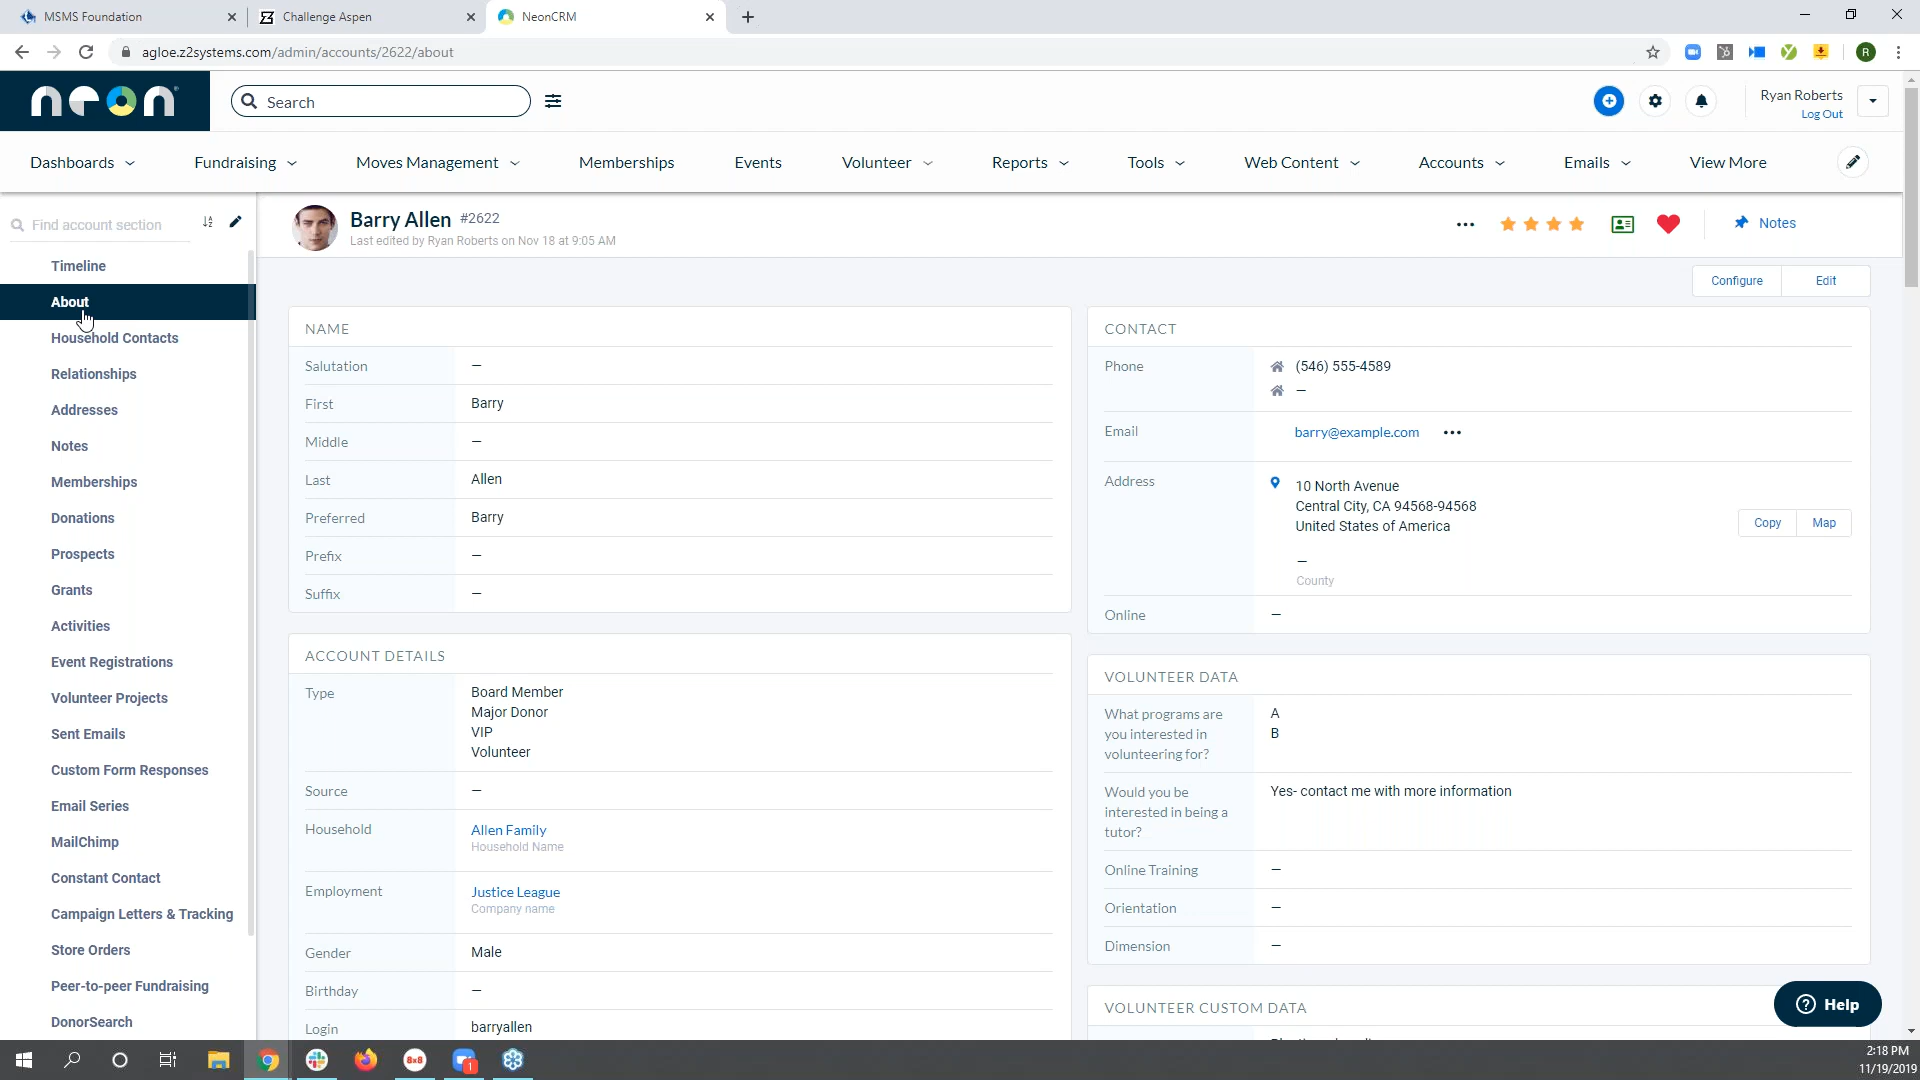 MSMS Foundation
Challenge Aspen
NeonCRM
agloe.z2systems.com/admin/accounts/2622/about
R
neon
Search
Ryan Roberts
Log Out
Dashboards
Fundraising
Moves Management
Memberships
Events
Volunteer
Reports
Tools
Web Content
Accounts
Emails
View More
Find account section
Timeline
About
Household Contacts
Relationships
Addresses
Notes
Memberships
Donations
Prospects
Grants
Activities
Event Registrations
Volunteer Projects
Sent Emails
Custom Form Responses
Email Series
MailChimp
Constant Contact
Campaign Letters & Tracking
Store Orders
Peer-to-peer Fundraising
DonorSearch
Barry Allen #2622
Last edited by Ryan Roberts on Nov 18 at 9:05 AM
Notes
Configure
Edit
NAME
Salutation —
First Barry
Middle —
Last Allen
Preferred Barry
Prefix —
Suffix —
ACCOUNT DETAILS
Type Board Member
Major Donor
VIP
Volunteer
Source —
Household Allen Family
Household Name
Employment Justice League
Company name
Gender Male
Birthday —
Login barryallen
CONTACT
Phone (546) 555-4589
—
Email barry@example.com
Address 10 North Avenue
Central City, CA 94568-94568
United States of America
Copy Map
—
County
Online —
VOLUNTEER DATA
What programs are
you interested in
volunteering for?
A
B
Would you be
interested in being a
tutor?
Yes- contact me with more information
Online Training —
Orientation —
Dimension —
VOLUNTEER CUSTOM DATA
Help
8x8
1
2:18 PM
11/19/2019